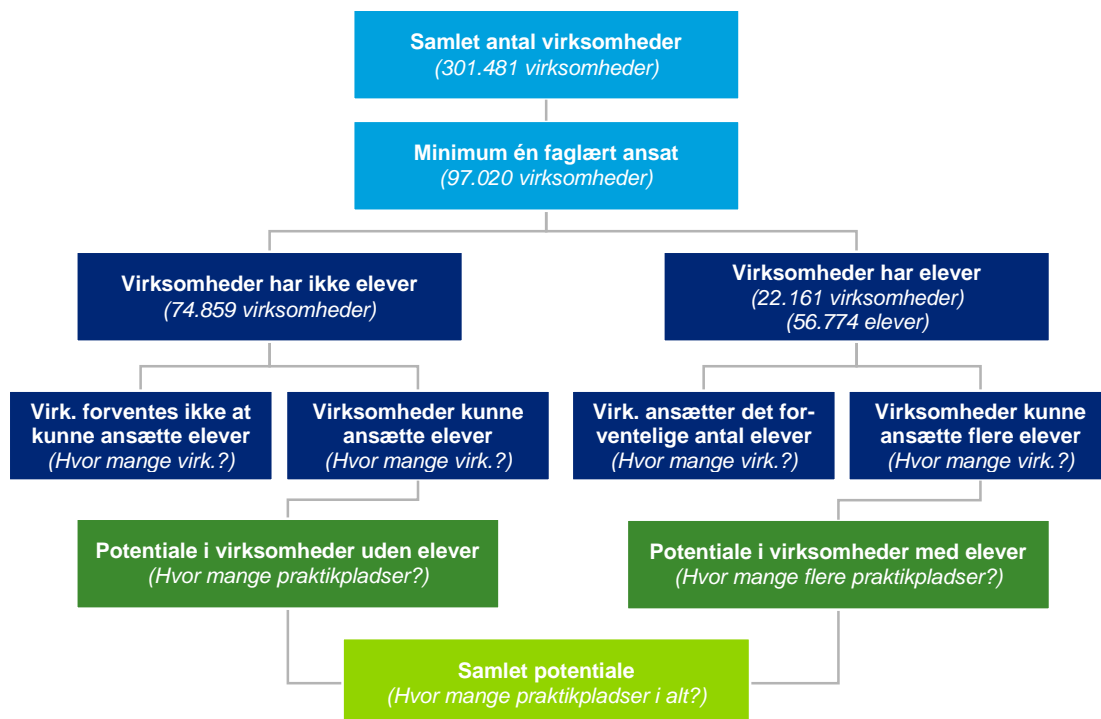 Samlet antal virksomheder
(301.481 virksomheder)
Minimum én faglært ansat
(97.020 virksomheder)
Virksomheder har ikke elever
(74.859 virksomheder)
Virksomheder har elever
(22.161 virksomheder)
(56.774 elever)
Virk. forventes ikke at
kunne ansætte elever
(Hvor mange virk.?)
Virksomheder kunne
ansætte elever
(Hvor mange virk.?)
Virk. ansætter det for-
ventelige antal elever
(Hvor mange virk.?)
Virksomheder kunne
ansætte flere elever
(Hvor mange virk.?)
Potentiale i virksomheder uden elever
(Hvor mange praktikpladser?)
Potentiale i virksomheder med elever
(Hvor mange flere praktikpladser?)
Samlet potentiale
(Hvor mange praktikpladser i alt?)